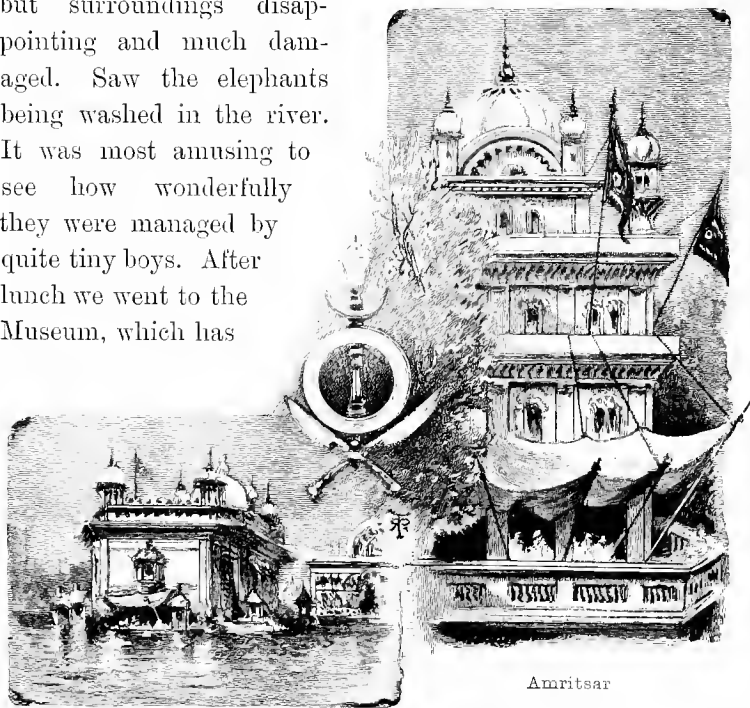 but surroundings disap-
pointing and much dam-
aged. Saw the elephants
being washed in the river.
It was most amusing to
see how wonderfully
they were managed by
quite tiny boys. After
lunch we went to the
Museum, which has
Amritsar